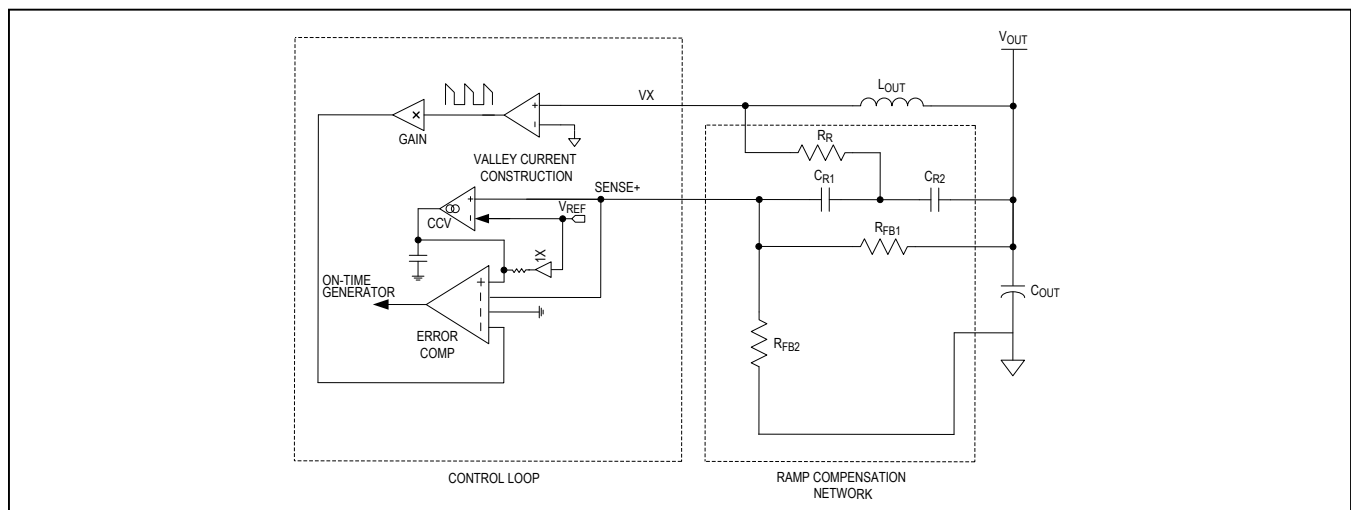 VOUT
LOUT
VX
GAIN
VALLEY CURRENT
CONSTRUCTION
RR
CR1
CR2
SENSE+
VREF
CCV
1X
RFB1
ON-TIME
GENERATOR
ERROR
COMP
COUT
RFB2
CONTROL LOOP
RAMP COMPENSATION
NETWORK